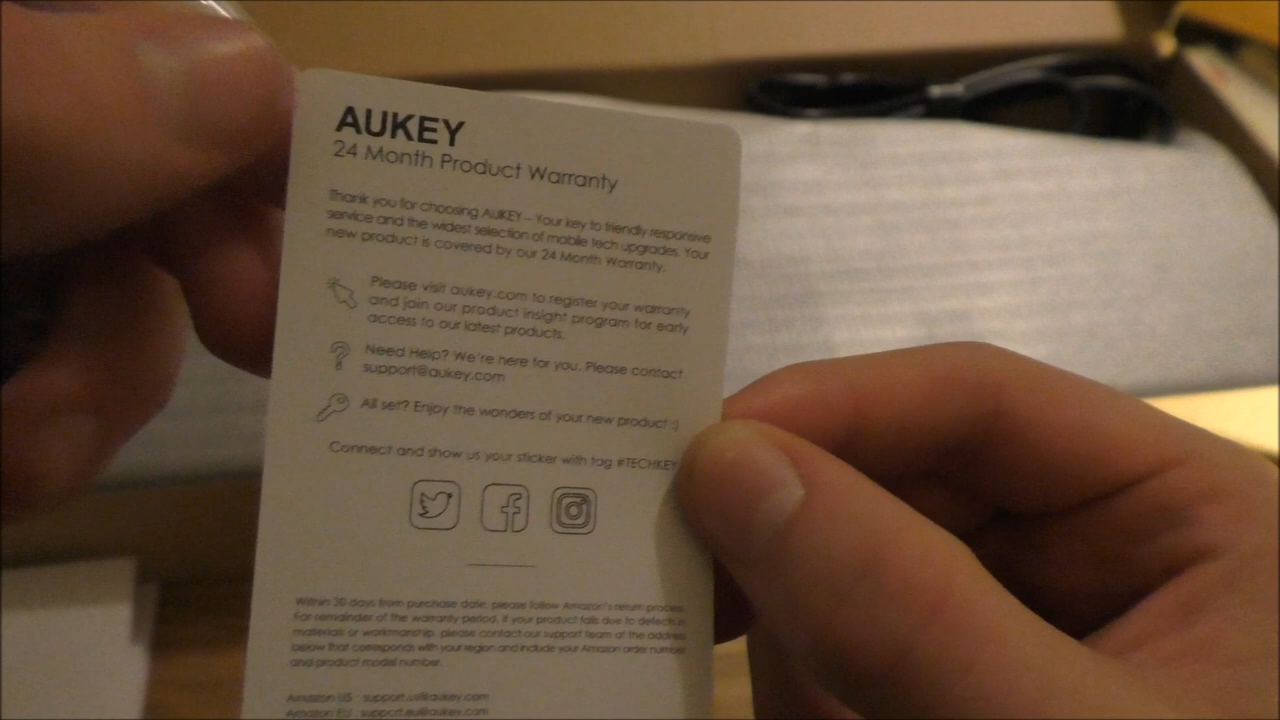 AUKEY
24 Month Product Warranty
Thank you for choosing AUKEY – Your key to friendly responsive
service and the widest selection of mobile tech upgrades. Your
new product is covered by our 24 Month Warranty.
Please visit aukey.com to register your warranty
and join our product insight program for early
access to our latest products.
Need Help? We're here for you. Please contact
support@aukey.com
All set? Enjoy the wonders of your new product :)
Connect and show us your sticker with tag #TECHKEY
Within 30 days from purchase date, please follow Amazon's return process.
For remainder of the warranty period, if your product fails due to defects in
materials or workmanship, please contact our support team at the address
below that corresponds with your region and include your Amazon order number
and product model number.
Amazon US : support.us@aukey.com
Amazon EU : support.eu@aukey.com